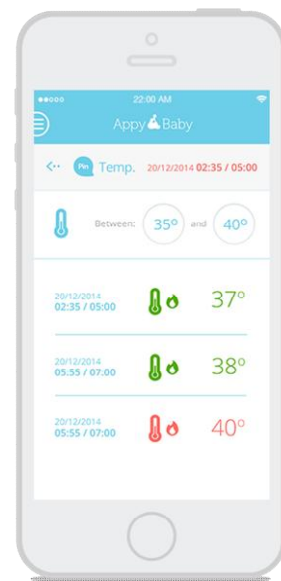 22:00 AM
Appy Baby
Pin Temp. 20/12/2014 02:35 / 05:00
Between: 35º and 40º
20/12/2014
02:35 / 05:00 37º
20/12/2014
05:55 / 07:00 38º
20/12/2014
05:55 / 07:00 40º